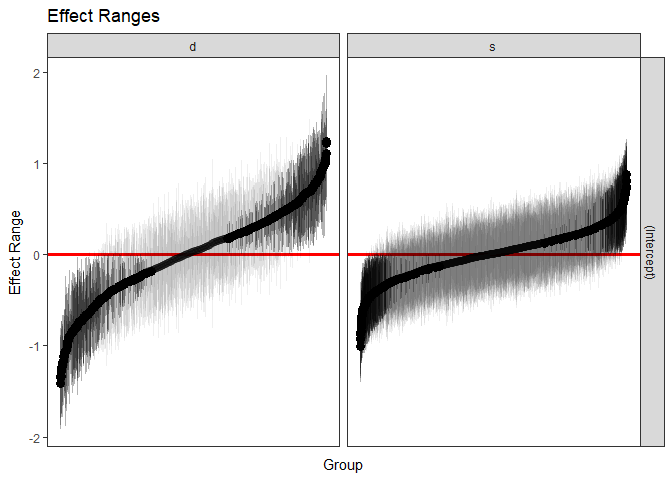 Effect Ranges
d
s
2
1
0
-1
-2
Effect Range
(Intercept)
Group